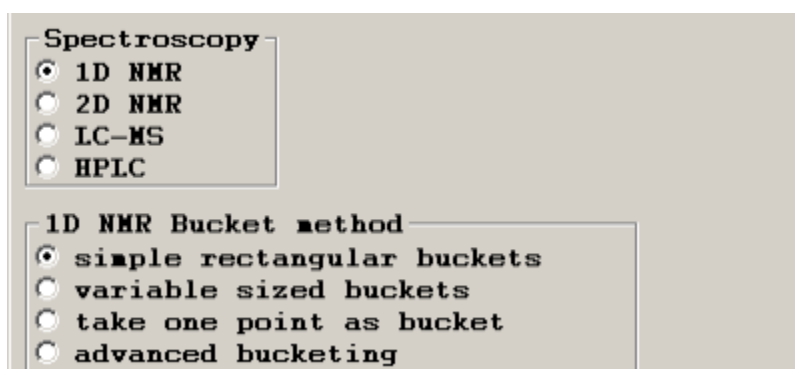 Spectroscopy
1D NMR
2D NMR
LC-MS
HPLC
1D NMR Bucket method
simple rectangular buckets
variable sized buckets
take one point as bucket
advanced bucketing